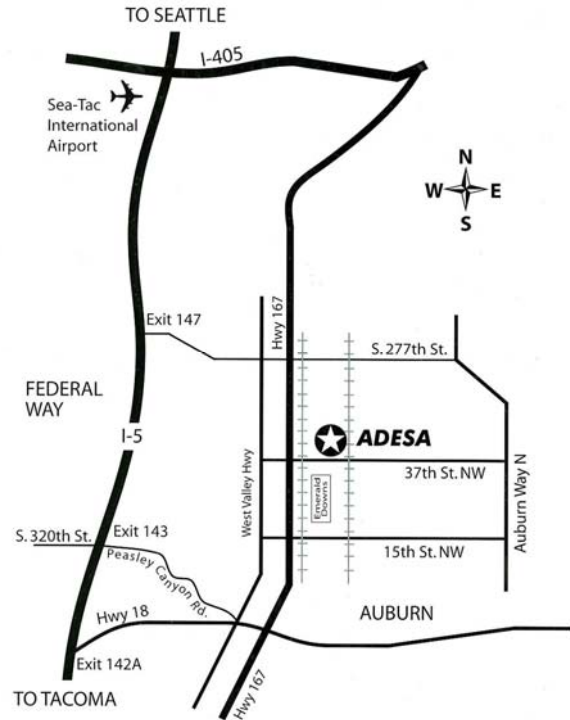 TO SEATTLE
I-405
Sea-Tac
International
Airport
N
W E
S
Hwy 167
Exit 147
S. 277th St.
FEDERAL
WAY
I-5
ADESA
37th St. NW
West Valley Hwy
Emerald
Downs
Auburn Way N
S. 320th St.
Exit 143
Peasley Canyon Rd.
15th St. NW
Hwy 18
AUBURN
Exit 142A
TO TACOMA
Hwy 167